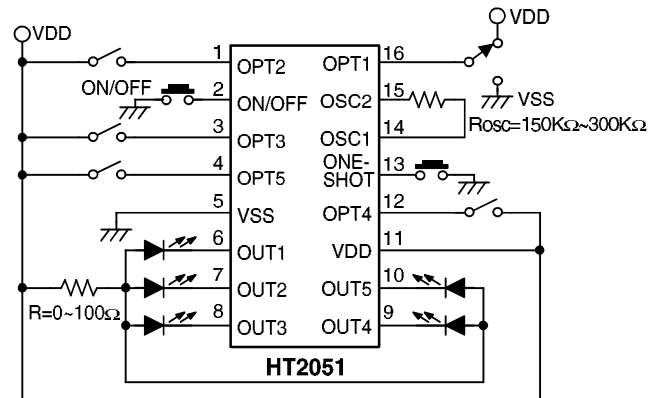 VDD
VDD
1
OPT2
OPT1
16
ON/OFF
2
ON/OFF
OSC2
15
VSS
Rosc=150KΩ~300KΩ
3
OPT3
OSC1
14
4
OPT5
ONE-
SHOT
13
5
VSS
OPT4
12
6
OUT1
VDD
11
7
OUT2
OUT5
10
R=0~100Ω
8
OUT3
OUT4
9
HT2051